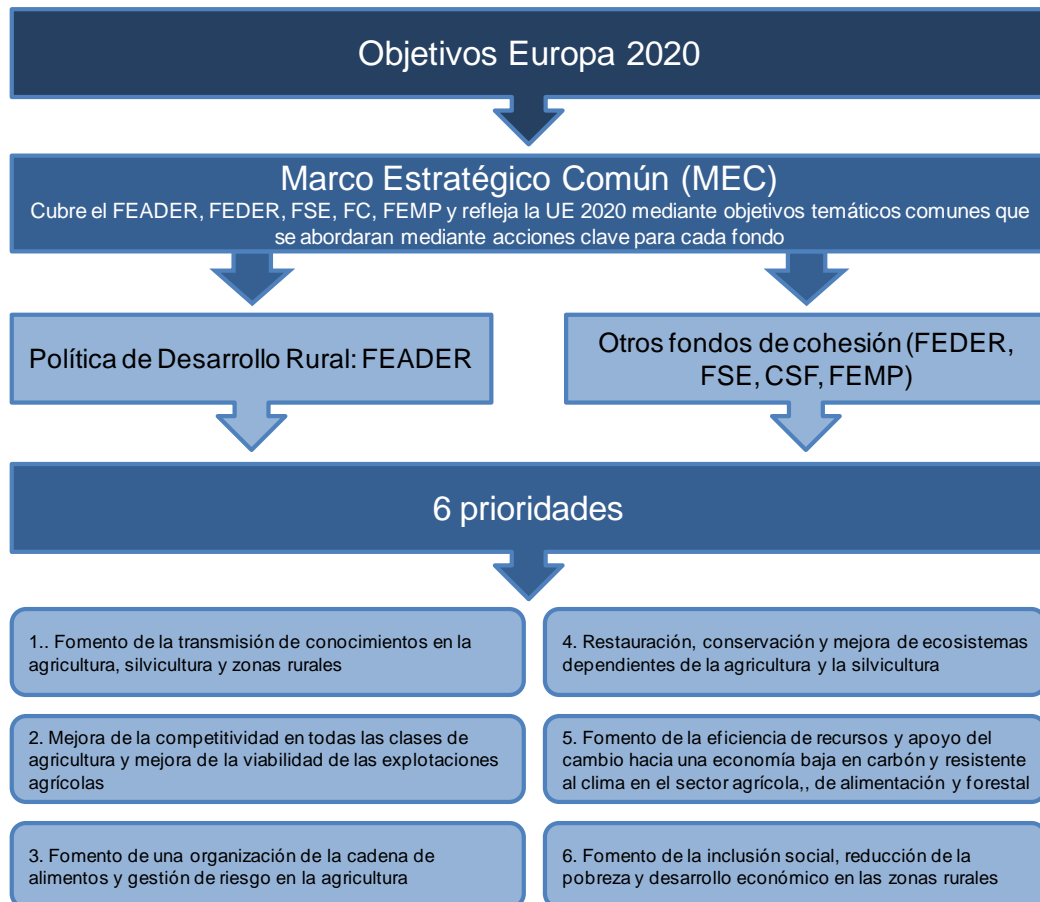 Objetivos Europa 2020
Marco Estratégico Común (MEC)
Cubre el FEADER, FEDER, FSE, FC, FEMP y refleja la UE 2020 mediante objetivos temáticos comunes que
se abordaran mediante acciones clave para cada fondo
Política de Desarrollo Rural: FEADER
Otros fondos de cohesión (FEDER,
FSE, CSF, FEMP)
6 prioridades
1.. Fomento de la transmisión de conocimientos en la
agricultura, silvicultura y zonas rurales
2. Mejora de la competitividad en todas las clases de
agricultura y mejora de la viabilidad de las explotaciones
agrícolas
3. Fomento de una organización de la cadena de
alimentos y gestión de riesgo en la agricultura
4. Restauración, conservación y mejora de ecosistemas
dependientes de la agricultura y la silvicultura
5. Fomento de la eficiencia de recursos y apoyo del
cambio hacia una economía baja en carbón y resistente
al clima en el sector agrícola,, de alimentación y forestal
6. Fomento de la inclusión social, reducción de la
pobreza y desarrollo económico en las zonas rurales